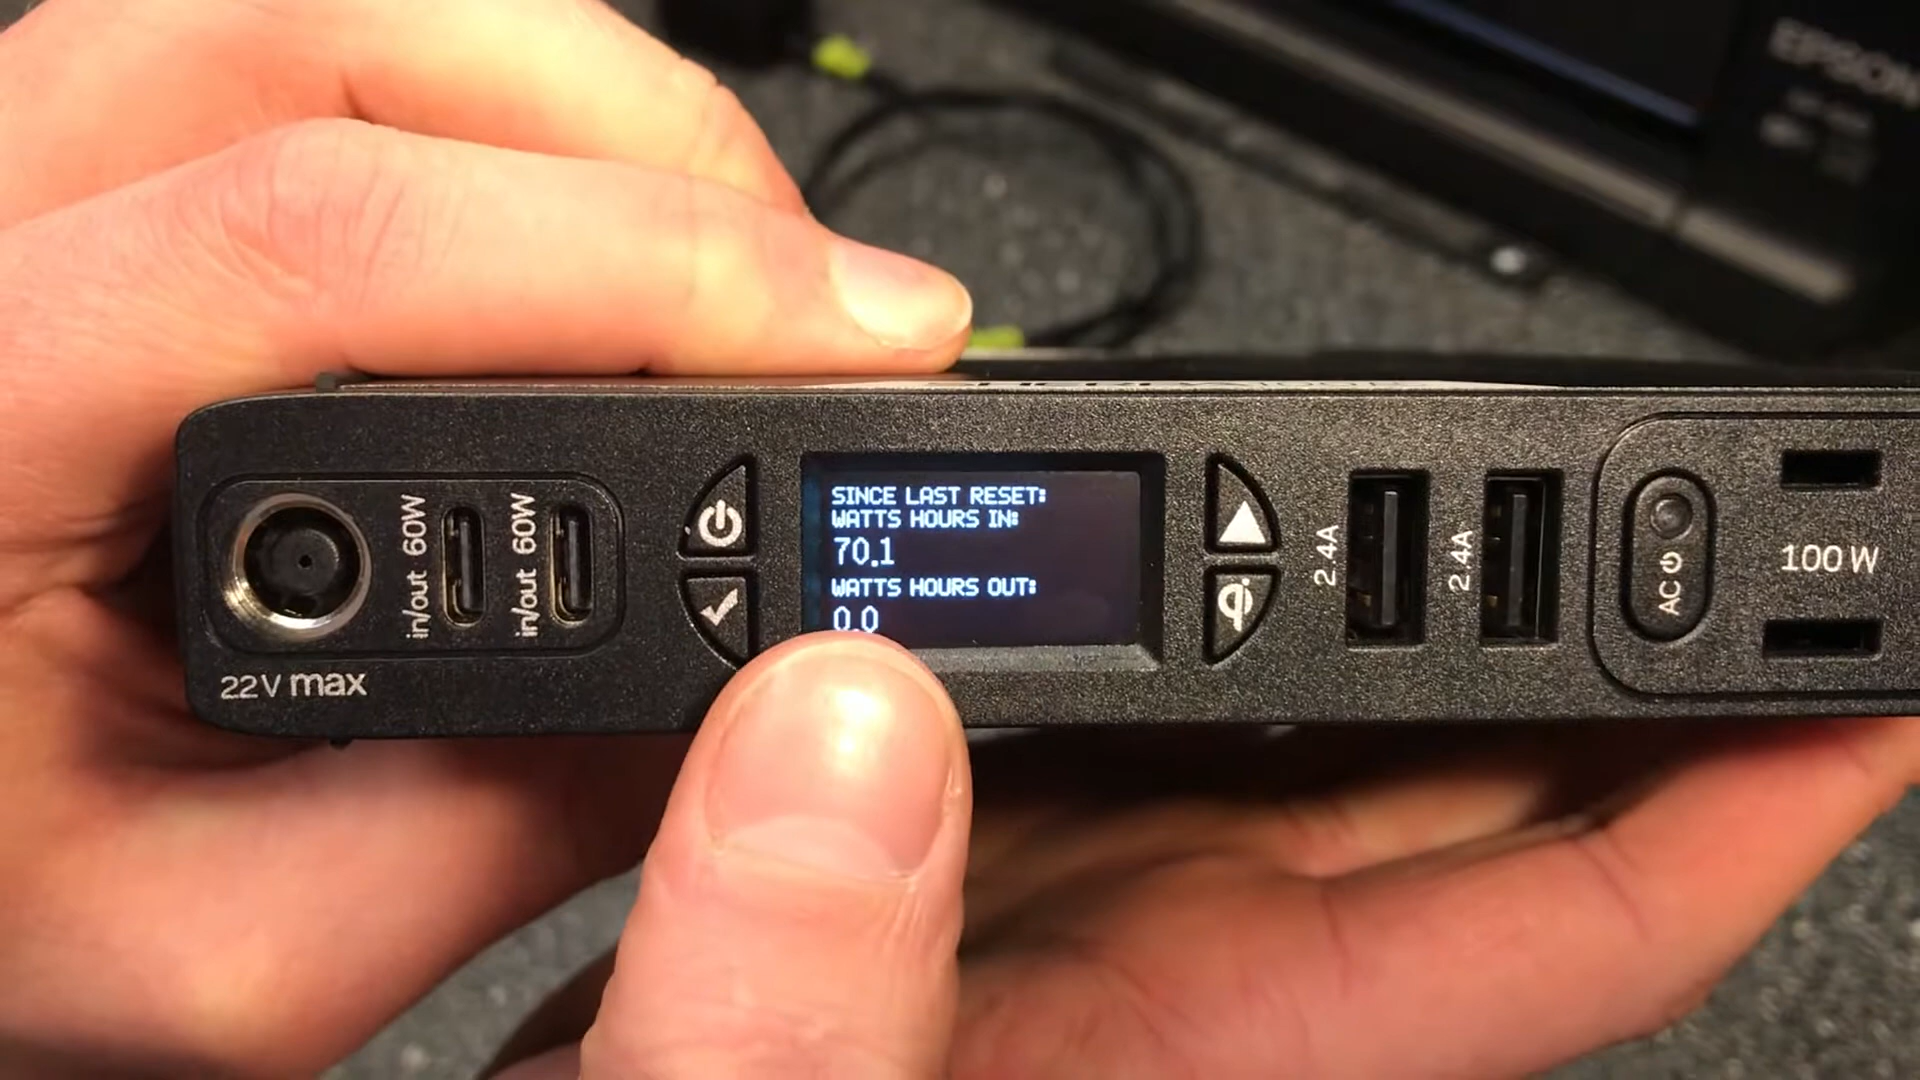 EPSON
in/out 60W
in/out 60W
22V max
SINCE LAST RESET:
WATTS HOURS IN:
70.1
WATTS HOURS OUT:
0.0
2.4A
2.4A
AC
100 W